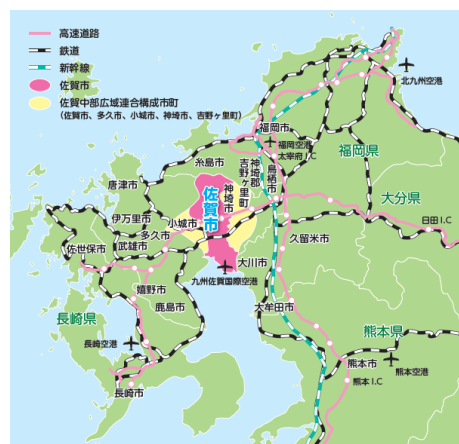 高速道路
鉄道
新幹線
佐賀市
佐賀中部広域連合構成市町
(佐賀市、多久市、小城市、神埼市、吉野ヶ里町)
北九州空港
福岡市
福岡空港
太宰府I.C
福岡県
糸島市
神埼郡
吉野ヶ里町
鳥栖市
唐津市
佐賀市
神埼市
大分県
伊万里市
小城市
日田I.C
多久市
久留米市
佐世保市
武雄市
大川市
九州佐賀国際空港
嬉野市
鹿島市
大牟田市
長崎県
熊本県
長崎空港
熊本市
熊本空港
熊本I.C
長崎市